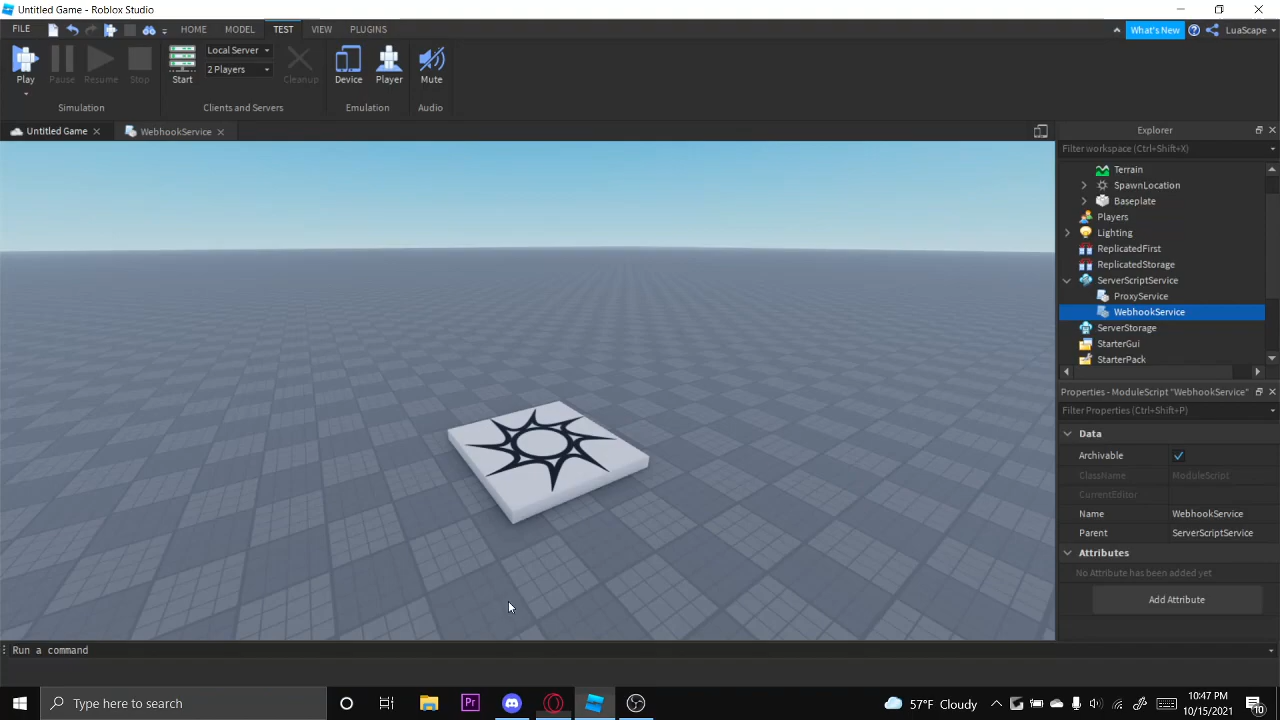 Untitled Game - Roblox Studio
FILE HOME MODEL TEST VIEW PLUGINS What's New LuaScape
Play Pause Resume Stop Start Local Server 2 Players Cleanup Device Player Mute
Simulation Clients and Servers Emulation Audio
Untitled Game WebhookService
Explorer
Filter workspace (Ctrl+Shift+X)
Terrain
SpawnLocation
Baseplate
Players
Lighting
ReplicatedFirst
ReplicatedStorage
ServerScriptService
ProxyService
WebhookService
ServerStorage
StarterGui
StarterPack
Properties - ModuleScript "WebhookService"
Filter Properties (Ctrl+Shift+P)
Data
Archivable
ClassName ModuleScript
CurrentEditor
Name WebhookService
Parent ServerScriptService
Attributes
No Attribute has been added yet
Add Attribute
Run a command
Type here to search
Pr
57°F Cloudy
10:47 PM
10/15/2021